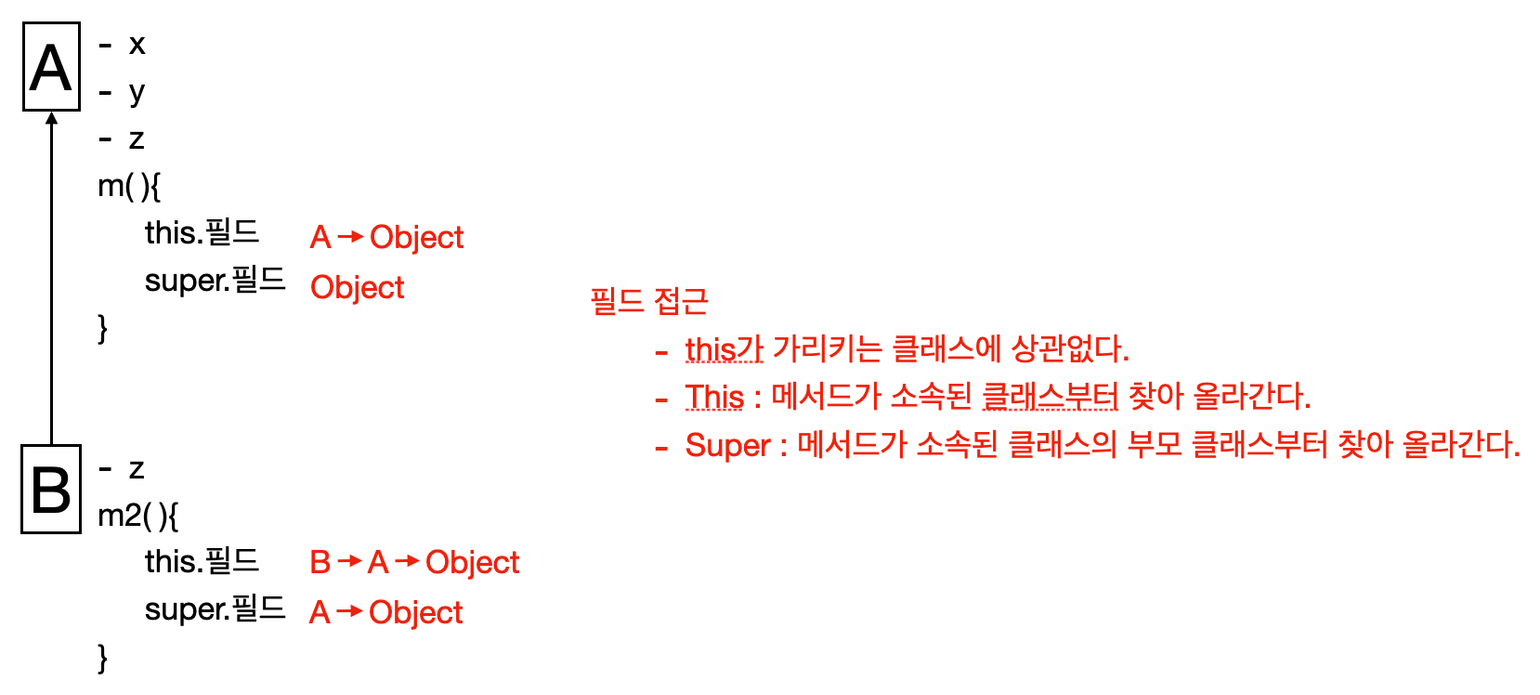 A
- x
- y
- z
m( ){
this.필드 A → Object
super.필드 Object
}
필드 접근
- this가 가리키는 클래스에 상관없다.
- This : 메서드가 소속된 클래스부터 찾아 올라간다.
- Super : 메서드가 소속된 클래스의 부모 클래스부터 찾아 올라간다.
B
- z
m2( ){
this.필드 B → A → Object
super.필드 A → Object
}